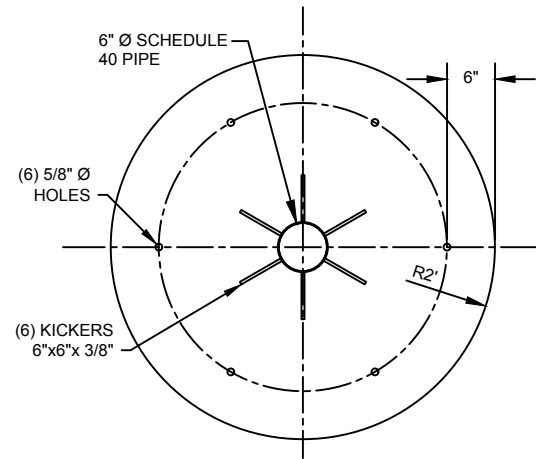 6" Ø SCHEDULE
40 PIPE
6"
(6) 5/8" Ø
HOLES
R2'
(6) KICKERS
6"x6"x 3/8"